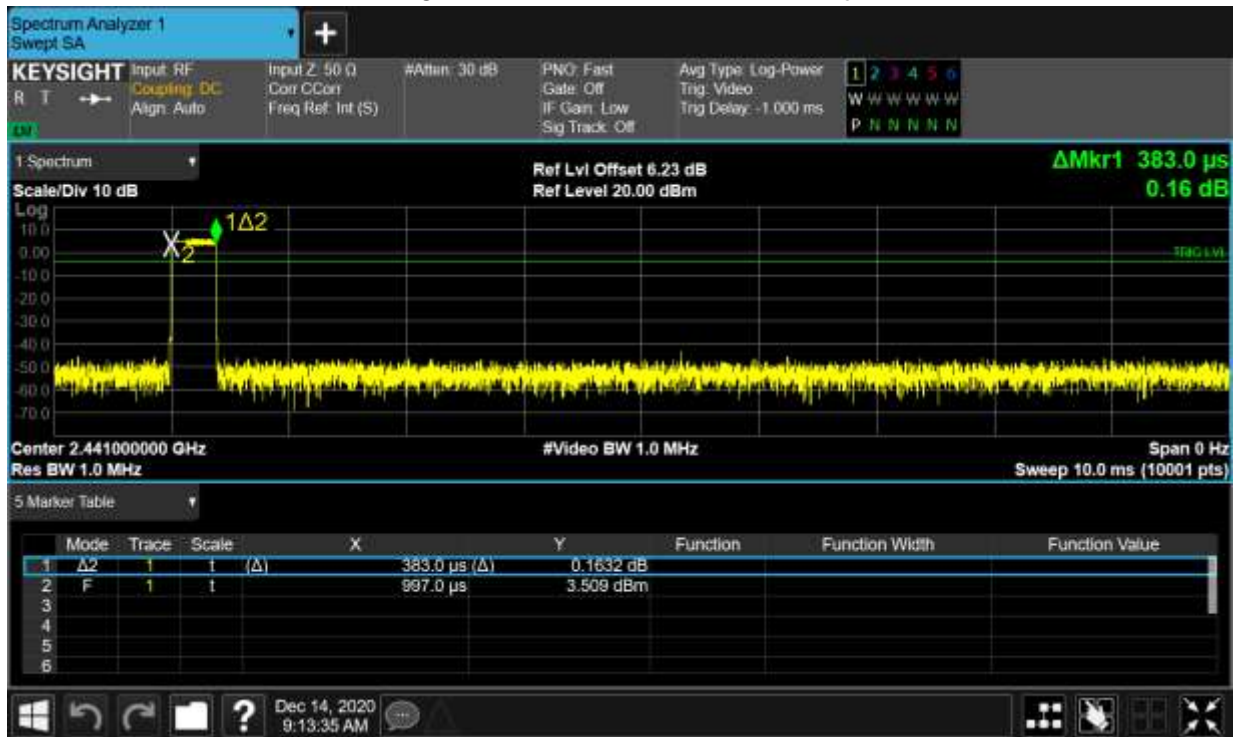 Spectrum Analyzer 1
Swept SA
+
KEYSIGHT Input: RF Input Z: 50 Ω #Atten: 30 dB PNO: Fast Avg Type: Log-Power 1 2 3 4 5 6
R T Coupling: DC Corr CCorr Gate: Off Trig: Video W W W W W W
Align: Auto Freq Ref: Int (S) IF Gain: Low Trig Delay: -1.000 ms P N N N N N
Sig Track: Off
1 Spectrum Ref Lvl Offset 6.23 dB ΔMkr1 383.0 µs
Scale/Div 10 dB Ref Level 20.00 dBm 0.16 dB
Log
10.0 1Δ2
0.00 X2 TRIG LVL
-10.0
-20.0
-30.0
-40.0
-50.0
-60.0
-70.0
Center 2.441000000 GHz #Video BW 1.0 MHz Span 0 Hz
Res BW 1.0 MHz Sweep 10.0 ms (10001 pts)
5 Marker Table
Mode Trace Scale X Y Function Function Width Function Value
1 Δ2 1 t (Δ) 383.0 µs (Δ) 0.1632 dB
2 F 1 t 997.0 µs 3.509 dBm
3
4
5
6
? Dec 14, 2020
9:13:35 AM